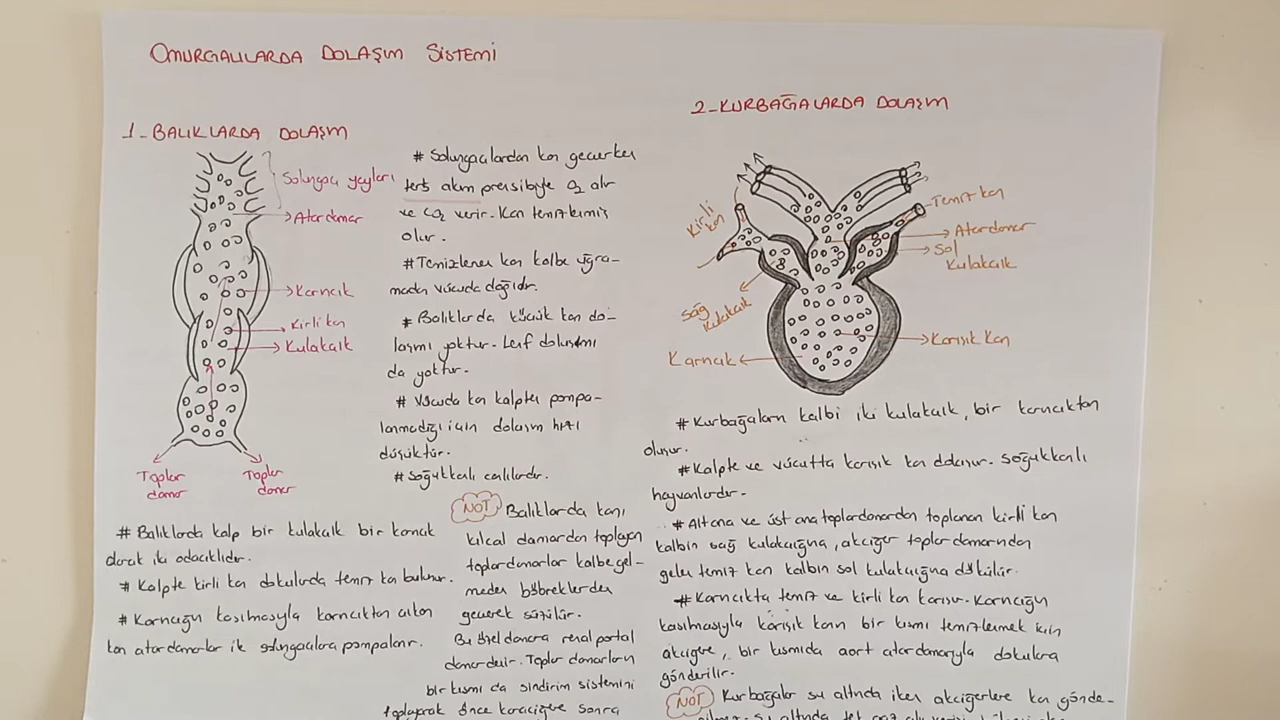 OMURGALILARDA DOLAŞIM SİSTEMİ
1-BALIKLARDA DOLAŞIM
Solungaç yayları
Atardamar
Karıncık
Kirli kan
Kulakçık
Toplar damar
Toplar damar
# Solungaçlardan kan geçerken
ters akım prensibiyle O2 alır
ve CO2 verir. Kan temizlenmiş
olur.
# Temizlenen kan kalbe uğra-
madan vücuda dağılır.
# Balıklarda küçük kan do-
laşımı yoktur. Lenf dolaşımı
da yoktur.
# Vücuda kan kalpten pompa-
lanmadığı için dolaşım hızı
düşüktür.
# Soğukkanlı canlılardır.
# Balıklarda kalp bir kulakçık bir karıncık
olarak iki odacıklıdır.
# Kalpte kirli kan dokularda temiz kan bulunur.
# Karıncığın kasılmasıyla karıncıktan çıkan
kan atardamarlar ile solungaçlara pompalanır.
NOT Balıklarda kanı
kılcal damardan toplayan
toplardamarlar kalbe gel-
meden böbreklerden
geçerek süzülür.
Bu özel damara renal portal
damar denir. Toplar damarların
bir kısmı da sindirim sistemini
toplayarak önce karaciğere sonra
2-KURBAĞALARDA DOLAŞIM
Kirli kan
Temiz kan
Atardamar
Sol Kulakçık
Sağ Kulakçık
Karıncık
Karışık Kan
# Kurbağaların kalbi iki kulakçık, bir karıncıktan
oluşur.
# Kalpte ve vücutta karışık kan dolaşır. Soğukkanlı
hayvanlardır.
# Alt ana ve üst ana toplardamardan toplanan kirli kan
kalbin sağ kulakçığına, akciğer toplar damarından
gelen temiz kan kalbin sol kulakçığına dökülür.
# Karıncıkta temiz ve kirli kan karışır. Karıncığın
kasılmasıyla karışık kanın bir kısmı temizlenmek için
akciğere, bir kısmıda aort atardamarıyla dokulara
gönderilir.
NOT Kurbağalar su altında iken akciğerlere kan gönde-